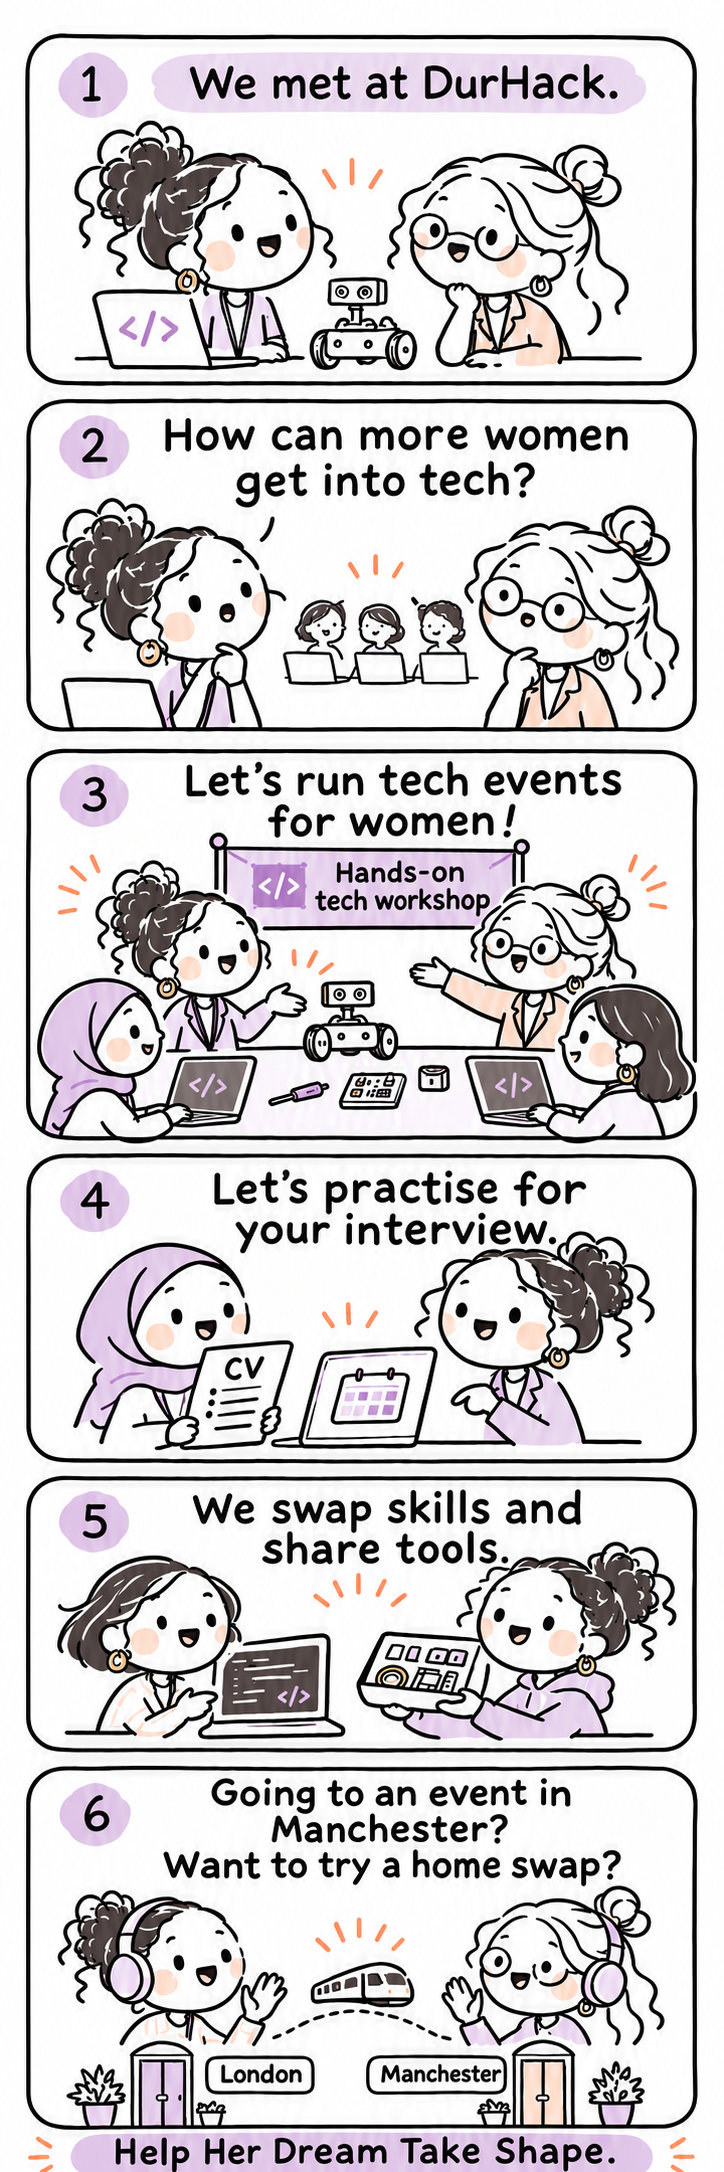 1
We met at DurHack.
</>
2
How can more women
get into tech?
3
Let's run tech events
for women!
</>
Hands-on
tech workshop
</>
</>
4
Let's practise for
your interview.
CV
5
We swap skills and
share tools.
</>
6
Going to an event in
Manchester?
Want to try a home swap?
London
Manchester
Help Her Dream Take Shape.